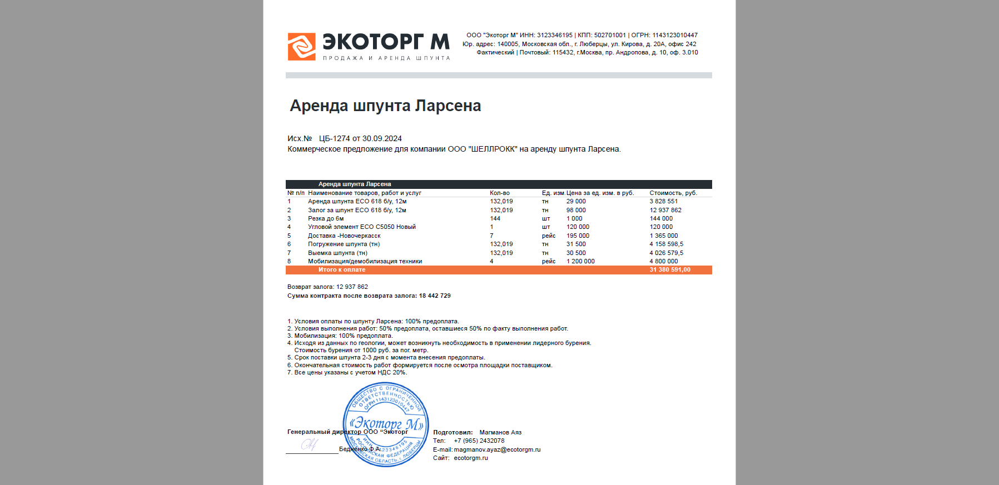 ЭКОТОРГ М
ПРОДАЖА И АРЕНДА ШПУНТА
ООО "Экоторг М" ИНН: 3123346195 | КПП: 502701001 | ОГРН: 1143123010447
Юр. адрес: 140005, Московская обл., г. Люберцы, ул. Кирова, д. 20А, офис 242
Фактический | Почтовый: 115432, г.Москва, пр. Андропова, д. 10, оф. 3.010
Аренда шпунта Ларсена
Исх.№ ЦБ-1274 от 30.09.2024
Коммерческое предложение для компании ООО "ШЕЛЛРОКК" на аренду шпунта Ларсена.
Аренда шпунта Ларсена
№ п/п Наименование товаров, работ и услуг Кол-во Ед. изм. Цена за ед. изм. в руб. Стоимость, руб.
1 Аренда шпунта ECO 618 б/у, 12м 132,019 тн 29 000 3 828 551
2 Залог за шпунт ECO 618 б/у, 12м 132,019 тн 98 000 12 937 862
3 Резка до 6м 144 шт 1 000 144 000
4 Угловой элемент ECO C5050 Новый 1 шт 120 000 120 000
5 Доставка -Новочеркасск 7 рейс 195 000 1 365 000
6 Погружение шпунта (тн) 132,019 тн 31 500 4 158 598,5
7 Выемка шпунта (тн) 132,019 тн 30 500 4 026 579,5
8 Мобилизация/демобилизация техники 4 рейс 1 200 000 4 800 000
Итого к оплате 31 380 591,00
Возврат залога: 12 937 862
Сумма контракта после возврата залога: 18 442 729
1. Условия оплаты по шпунту Ларсена: 100% предоплата.
2. Условия выполнения работ: 50% предоплата, оставшиеся 50% по факту выполнения работ.
3. Мобилизация: 100% предоплата.
4. Исходя из данных по геологии, может возникнуть необходимость в применении лидерного бурения.
Стоимость бурения от 1000 руб. за пог. метр.
5. Срок поставки шпунта 2-3 дня с момента внесения предоплаты.
6. Окончательная стоимость работ формируется после осмотра площадки поставщиком.
7. Все цены указаны с учетом НДС 20%.
ОБЩЕСТВО С ОГРАНИЧЕННОЙ
ОТВЕТСТВЕННОСТЬЮ
ОГРН 1143123010447
«Экоторг М»
ИНН 3123346195
РОССИЙСКАЯ ФЕДЕРАЦИЯ
МОСКОВСКАЯ ОБЛАСТЬ, г. ЛЮБЕРЦЫ
Генеральный директор ООО “Экоторг
Бедненко Ф.А.
Подготовил: Магманов Аяз
Тел: +7 (965) 2432078
E-mail: magmanov.ayaz@ecotorgm.ru
Сайт: ecotorgm.ru